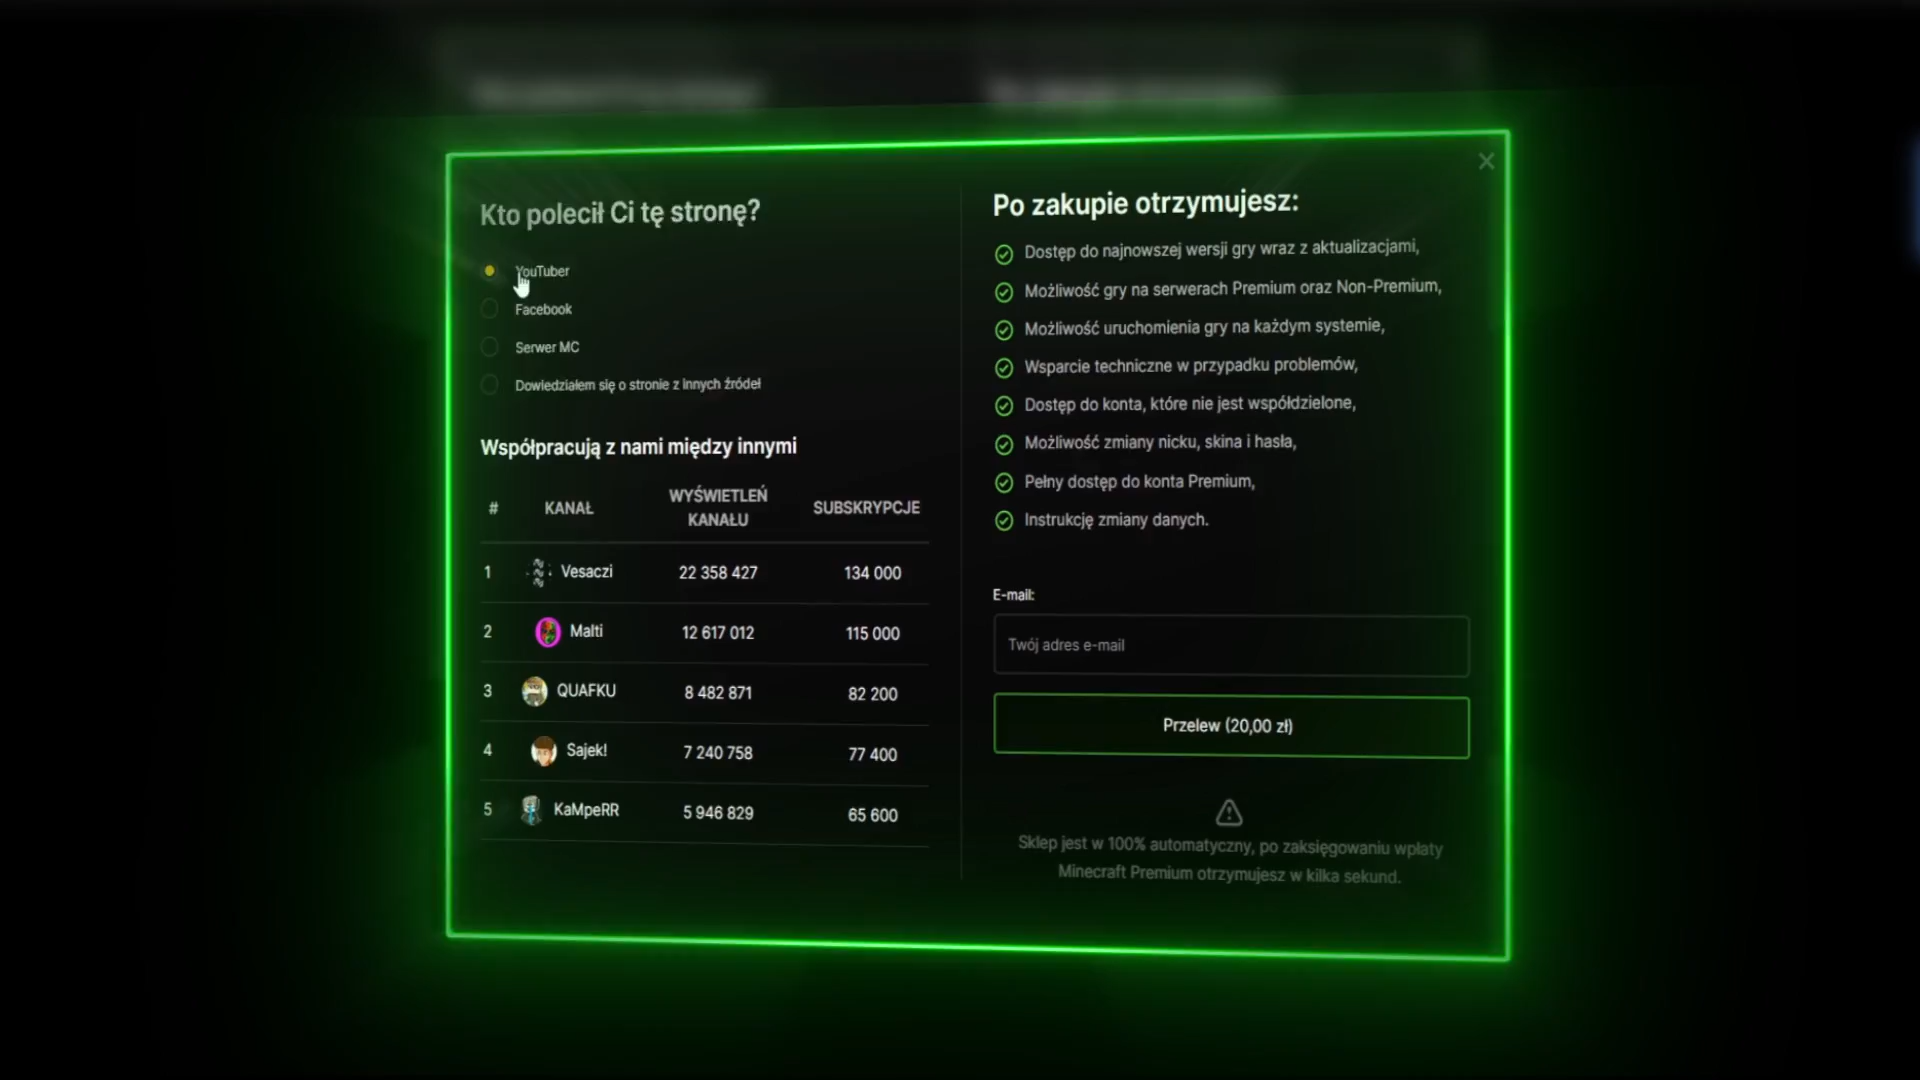 Kto polecił Ci tę stronę?
YouTuber
Facebook
Serwer MC
Dowiedziałem się o stronie z innych źródeł
Współpracują z nami między innymi
# KANAŁ WYŚWIETLEŃ KANAŁU SUBSKRYPCJE
1 Vesaczi 22 358 427 134 000
2 Malti 12 617 012 115 000
3 QUAFKU 8 482 871 82 200
4 Sajek! 7 240 758 77 400
5 KaMpeRR 5 946 829 65 600
Po zakupie otrzymujesz:
Dostęp do najnowszej wersji gry wraz z aktualizacjami,
Możliwość gry na serwerach Premium oraz Non-Premium,
Możliwość uruchomienia gry na każdym systemie,
Wsparcie techniczne w przypadku problemów,
Dostęp do konta, które nie jest współdzielone,
Możliwość zmiany nicku, skina i hasła,
Pełny dostęp do konta Premium,
Instrukcję zmiany danych.
E-mail:
Twój adres e-mail
Przelew (20,00 zł)
Sklep jest w 100% automatyczny, po zaksięgowaniu wpłaty
Minecraft Premium otrzymujesz w kilka sekund.